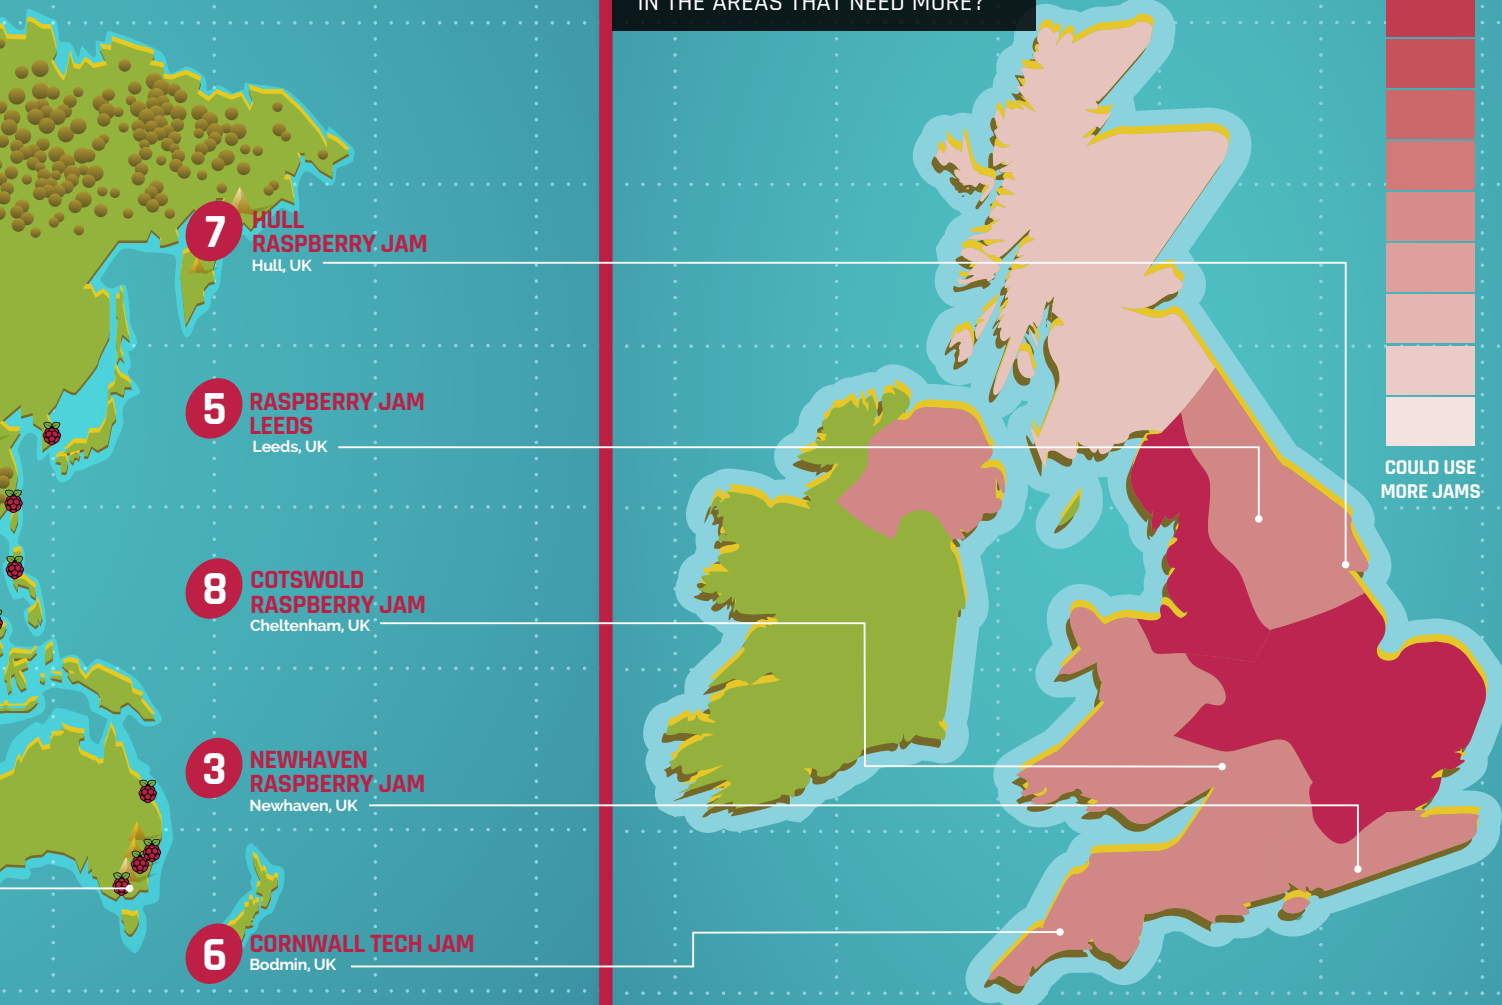 IN THE AREAS THAT NEED MORE?
7
HULL
RASPBERRY JAM
Hull, UK
5
RASPBERRY JAM
LEEDS
Leeds, UK
COULD USE
MORE JAMS
8
COTSWOLD
RASPBERRY JAM
Cheltenham, UK
3
NEWHAVEN
RASPBERRY JAM
Newhaven, UK
6
CORNWALL TECH JAM
Bodmin, UK